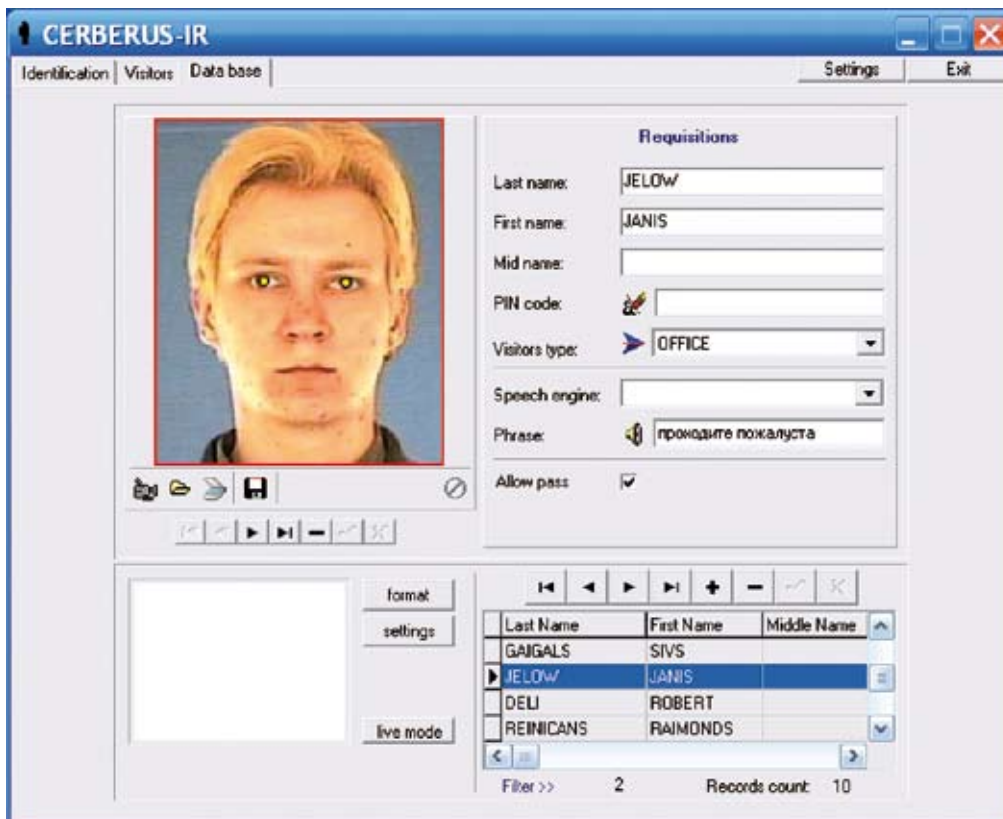 CERBERUS-IR
Identification Visitors Data base Settings Exit
Requisitions
Last name: JELOW
First name: JANIS
Mid name:
PIN code:
Visitors type: OFFICE
Speech engine:
Phrase: проходите пожалуста
Allow pass
format
settings
live mode
Last Name First Name Middle Name
GAIGALS SIVS
JELOW JANIS
DELI ROBERT
REINICANS RAIMONDS
Filter >> 2 Records count: 10